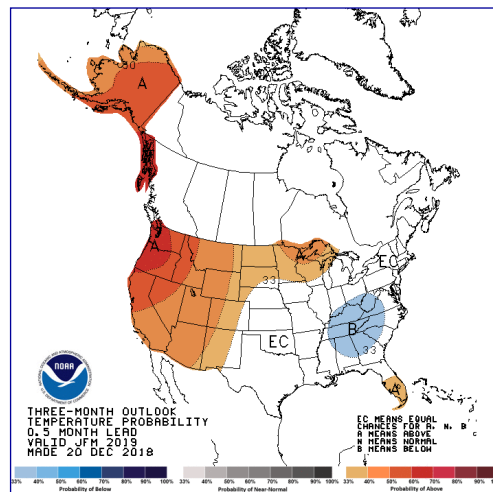 30
A
A
A
33
EC
B
EC
33
A
NOAA
THREE-MONTH OUTLOOK
TEMPERATURE PROBABILITY
0.5 MONTH LEAD
VALID JFM 2019
MADE 20 DEC 2018
EC MEANS EQUAL
CHANCES FOR A, N, B
A MEANS ABOVE
N MEANS NORMAL
B MEANS BELOW
33% 40% 50% 60% 70% 80% 90%
Probability of Below
33% 40% 50% 60% 70% 80% 90%
Probability of Near-Normal
33% 40% 50% 60% 70% 80% 90%
Probability of Above